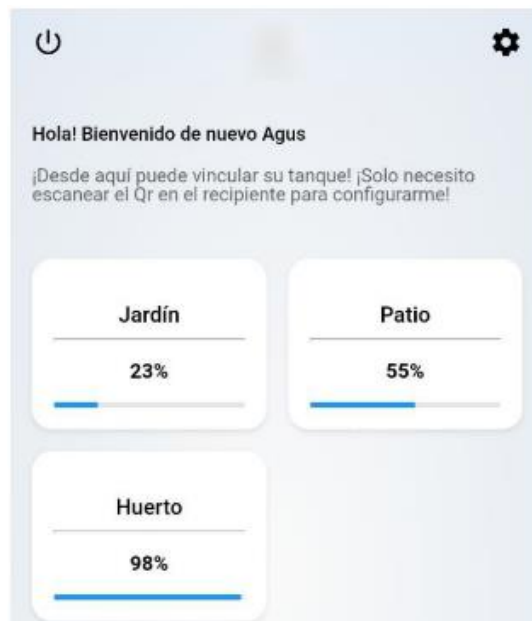 Hola! Bienvenido de nuevo Agus
¡Desde aquí puede vincular su tanque! ¡Solo necesito
escanear el Qr en el recipiente para configurarme!
Jardín
23%
Patio
55%
Huerto
98%